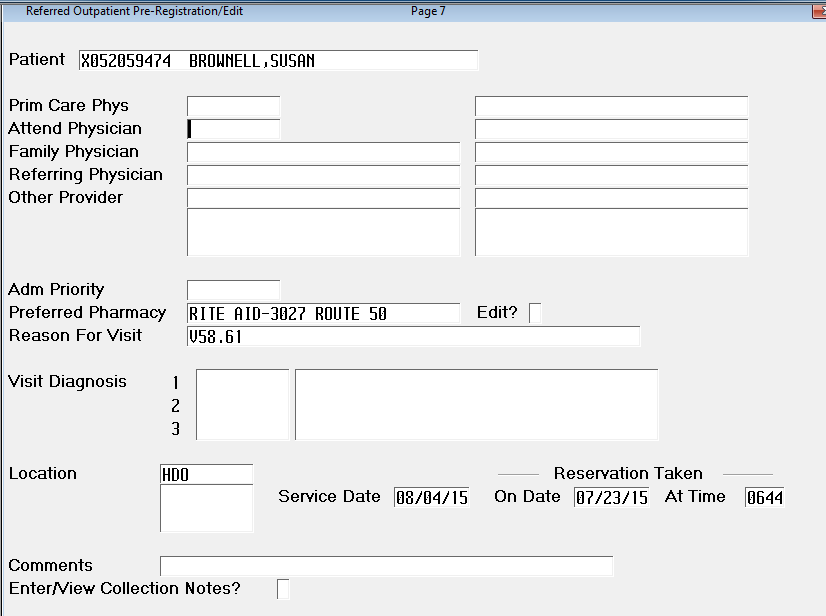 Referred Outpatient Pre-Registration/Edit Page 7
Patient X052059474 BROWNELL,SUSAN
Prim Care Phys
Attend Physician
Family Physician
Referring Physician
Other Provider
Adm Priority
Preferred Pharmacy RITE AID-3027 ROUTE 50 Edit?
Reason For Visit V58.61
Visit Diagnosis 1
2
3
Location HDO Reservation Taken
Service Date 08/04/15 On Date 07/23/15 At Time 0644
Comments
Enter/View Collection Notes?